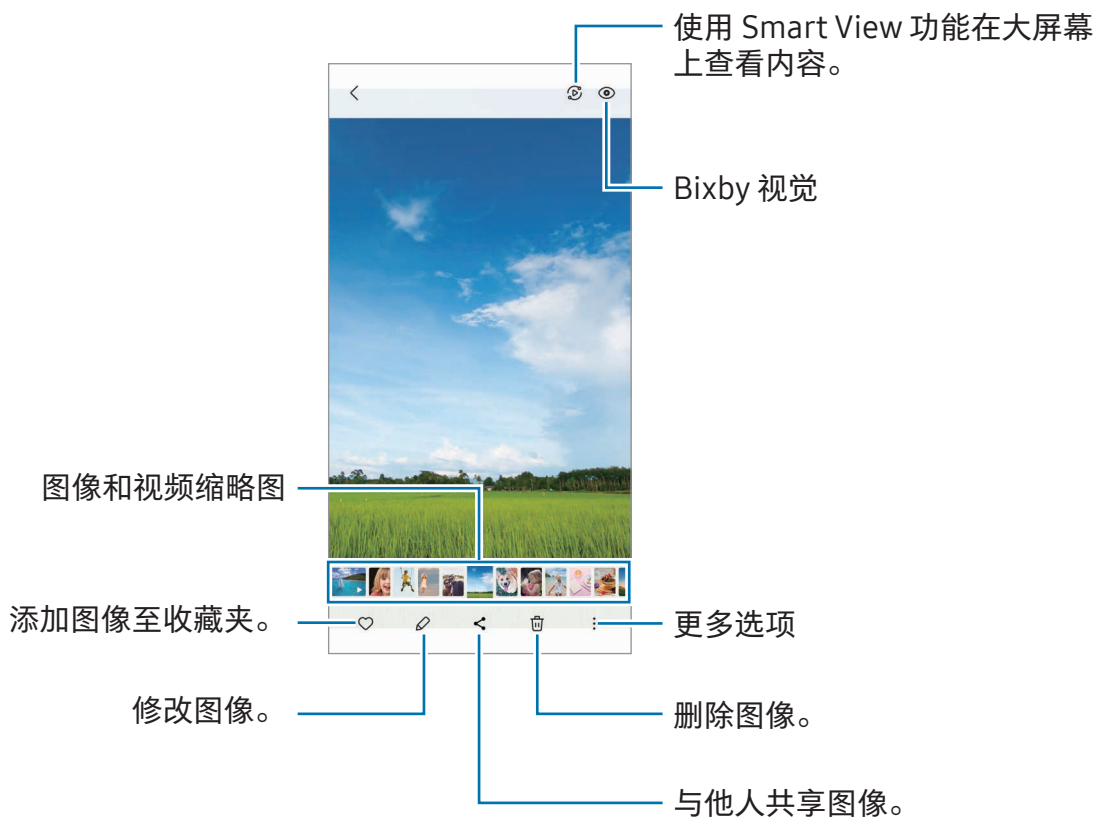 使用 Smart View 功能在大屏幕
上查看内容。
Bixby 视觉
图像和视频缩略图
添加图像至收藏夹。
更多选项
修改图像。
删除图像。
与他人共享图像。